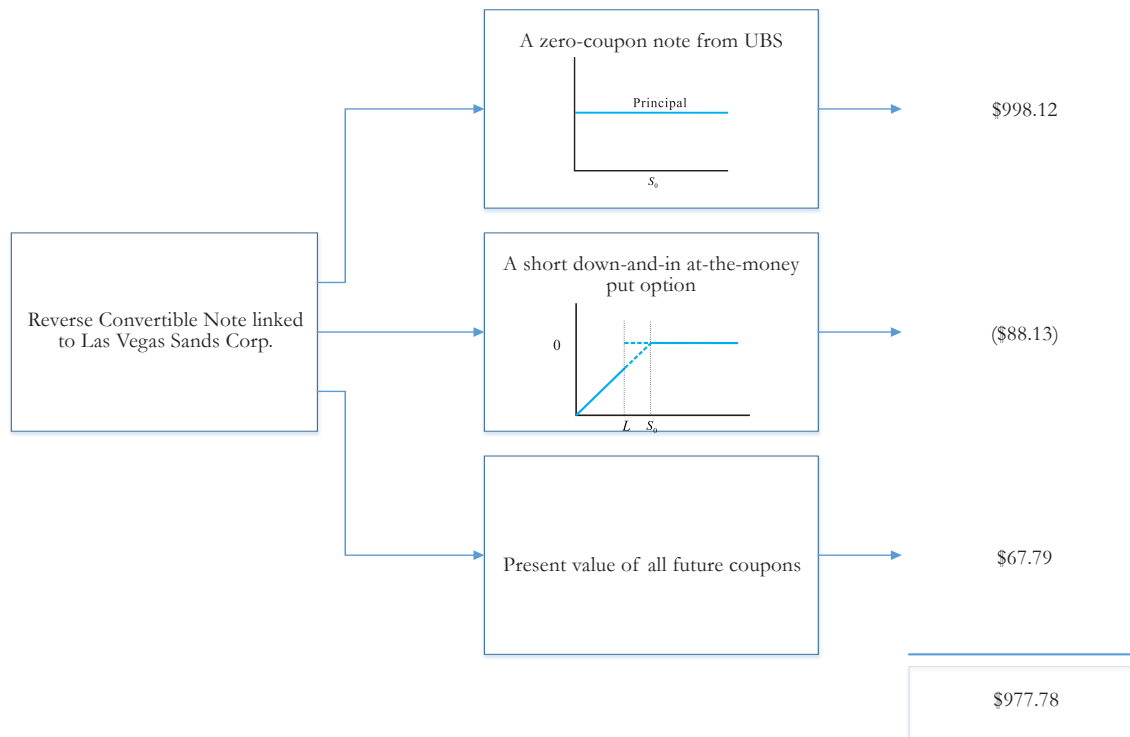 A zero-coupon note from UBS
Principal
S₀
$998.12
Reverse Convertible Note linked
to Las Vegas Sands Corp.
A short down-and-in at-the-money
put option
0
L S₀
($88.13)
Present value of all future coupons
$67.79
$977.78